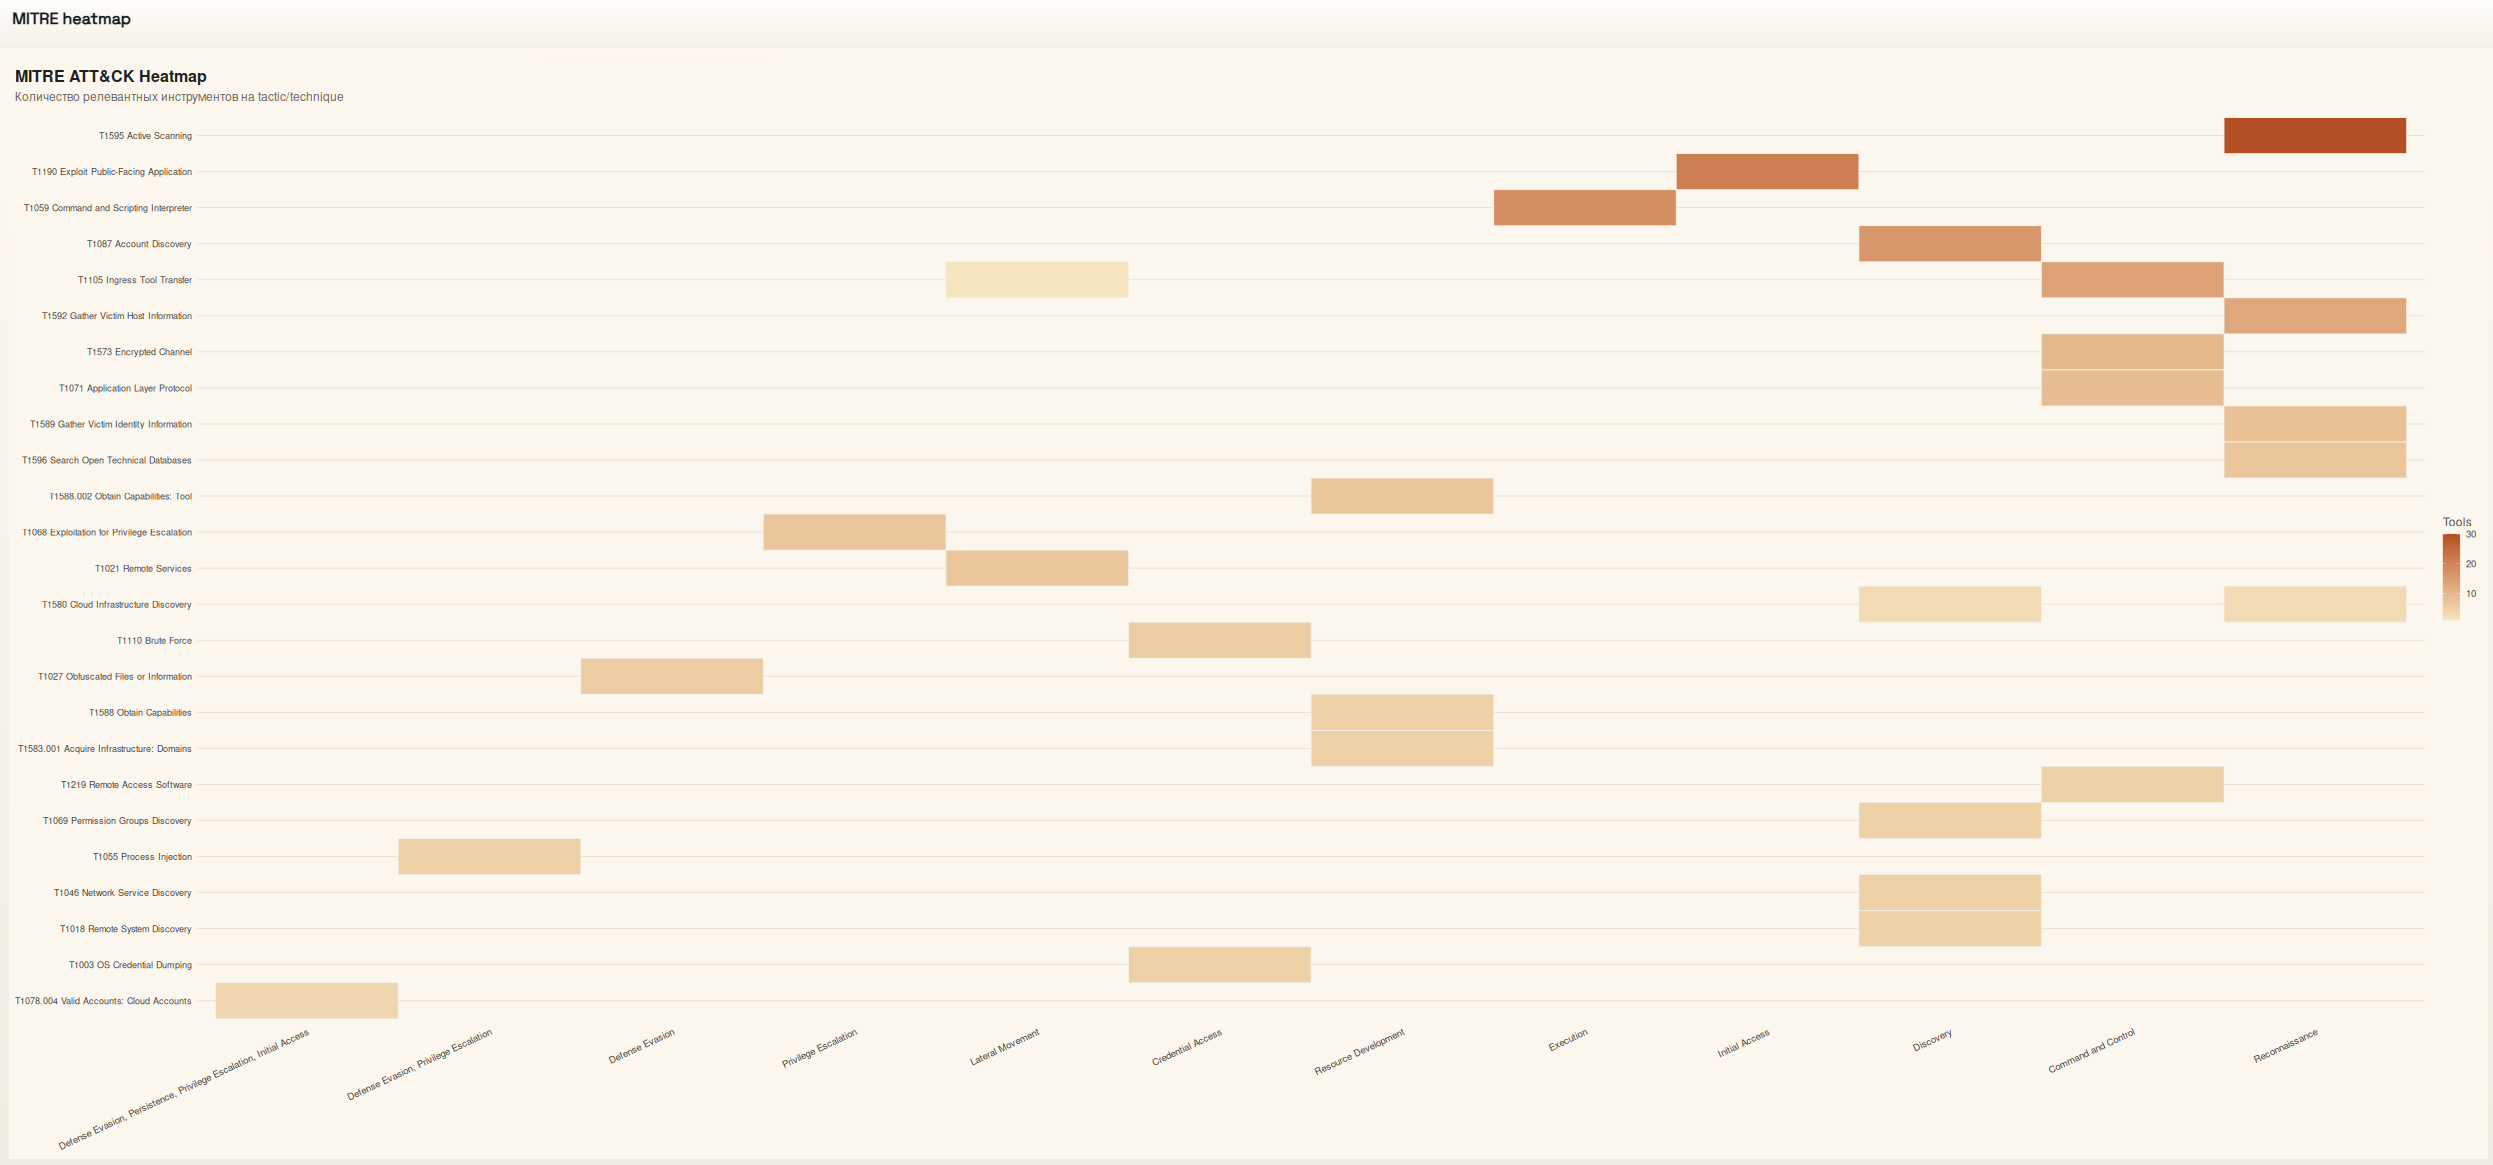 MITRE heatmap
MITRE ATT&CK Heatmap
Количество релевантных инструментов на tactic/technique
T1595 Active Scanning
T1190 Exploit Public-Facing Application
T1059 Command and Scripting Interpreter
T1087 Account Discovery
T1105 Ingress Tool Transfer
T1592 Gather Victim Host Information
T1573 Encrypted Channel
T1071 Application Layer Protocol
T1589 Gather Victim Identity Information
T1596 Search Open Technical Databases
T1588.002 Obtain Capabilities: Tool
T1068 Exploitation for Privilege Escalation
T1021 Remote Services
T1580 Cloud Infrastructure Discovery
T1110 Brute Force
T1027 Obfuscated Files or Information
T1588 Obtain Capabilities
T1583.001 Acquire Infrastructure: Domains
T1219 Remote Access Software
T1069 Permission Groups Discovery
T1055 Process Injection
T1046 Network Service Discovery
T1018 Remote System Discovery
T1003 OS Credential Dumping
T1078.004 Valid Accounts: Cloud Accounts
Defense Evasion, Persistence, Privilege Escalation, Initial Access
Defense Evasion, Privilege Escalation
Defense Evasion
Privilege Escalation
Lateral Movement
Credential Access
Resource Development
Execution
Initial Access
Discovery
Command and Control
Reconnaissance
Tools
30
20
10